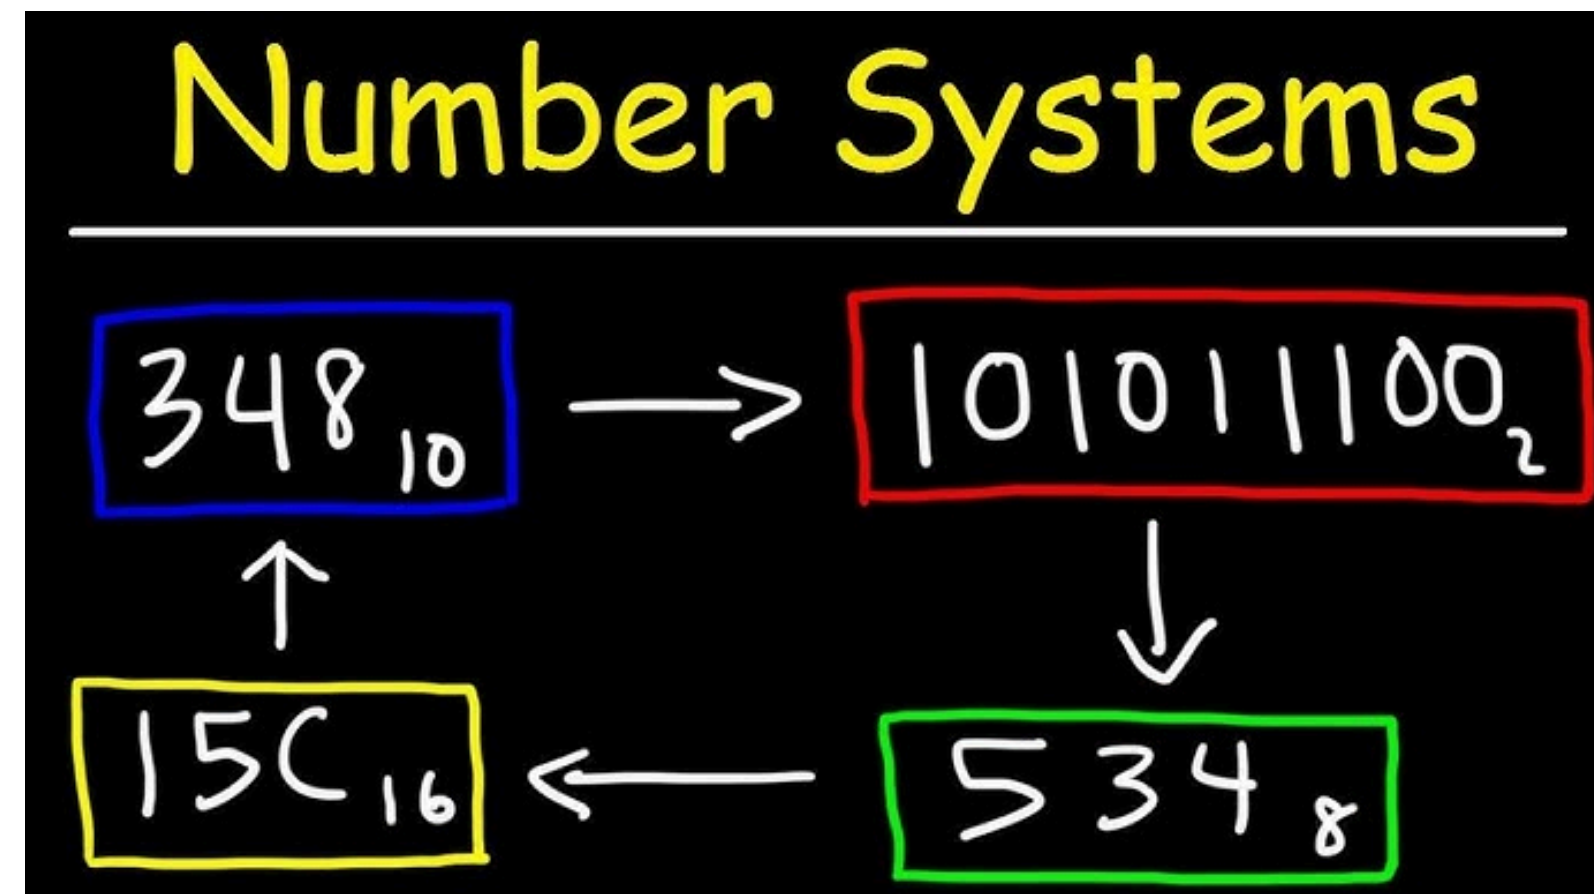 Number Systems
348₁₀ → 101011100₂
↑ ↓
15C₁₆ ← 534₈